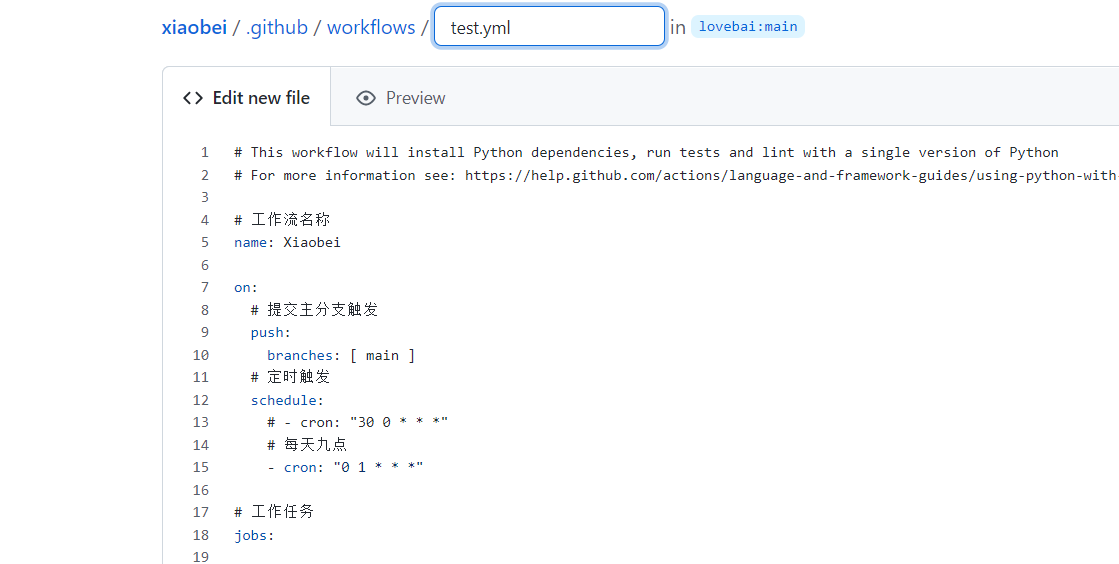 xiaobei / .github / workflows / test.yml in lovebai:main
<> Edit new file Preview
1 # This workflow will install Python dependencies, run tests and lint with a single version of Python
2 # For more information see: https://help.github.com/actions/language-and-framework-guides/using-python-with-
3
4 # 工作流名称
5 name: Xiaobei
6
7 on:
8 # 提交主分支触发
9 push:
10 branches: [ main ]
11 # 定时触发
12 schedule:
13 # - cron: "30 0 * * *"
14 # 每天九点
15 - cron: "0 1 * * *"
16
17 # 工作任务
18 jobs:
19